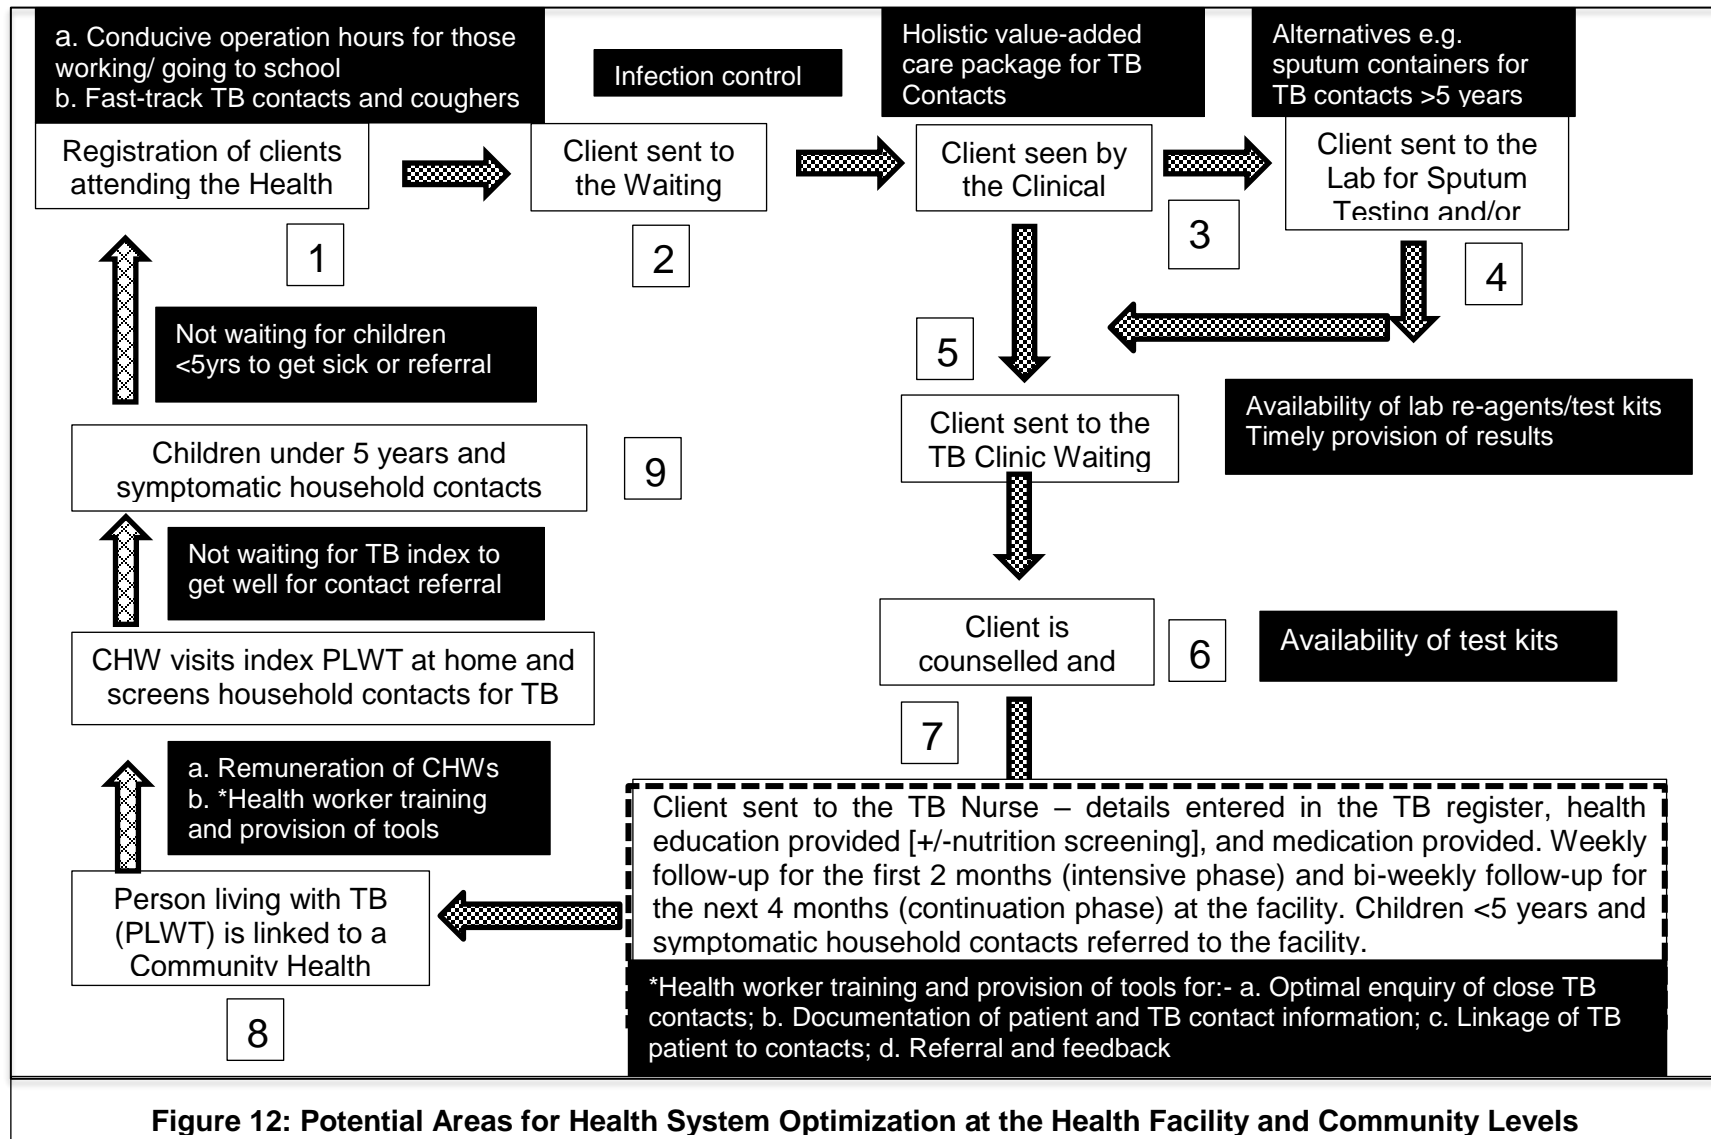 a. Conducive operation hours for those
working/ going to school
b. Fast-track TB contacts and coughers
Infection control
Holistic value-added
care package for TB
Contacts
Alternatives e.g.
sputum containers for
TB contacts >5 years
Registration of clients
attending the Health
1
Client sent to
the Waiting
2
Client seen by
the Clinical
3
Client sent to the
Lab for Sputum
Testing and/or
4
Not waiting for children
<5yrs to get sick or referral
5
Client sent to the
TB Clinic Waiting
Availability of lab re-agents/test kits
Timely provision of results
Children under 5 years and
symptomatic household contacts
9
Not waiting for TB index to
get well for contact referral
Client is
counselled and
6
Availability of test kits
CHW visits index PLWT at home and
screens household contacts for TB
7
a. Remuneration of CHWs
b. *Health worker training
and provision of tools
Client sent to the TB Nurse – details entered in the TB register, health
education provided [+/-nutrition screening], and medication provided. Weekly
follow-up for the first 2 months (intensive phase) and bi-weekly follow-up for
the next 4 months (continuation phase) at the facility. Children <5 years and
symptomatic household contacts referred to the facility.
Person living with TB
(PLWT) is linked to a
Community Health
8
*Health worker training and provision of tools for:- a. Optimal enquiry of close TB
contacts; b. Documentation of patient and TB contact information; c. Linkage of TB
patient to contacts; d. Referral and feedback
Figure 12: Potential Areas for Health System Optimization at the Health Facility and Community Levels